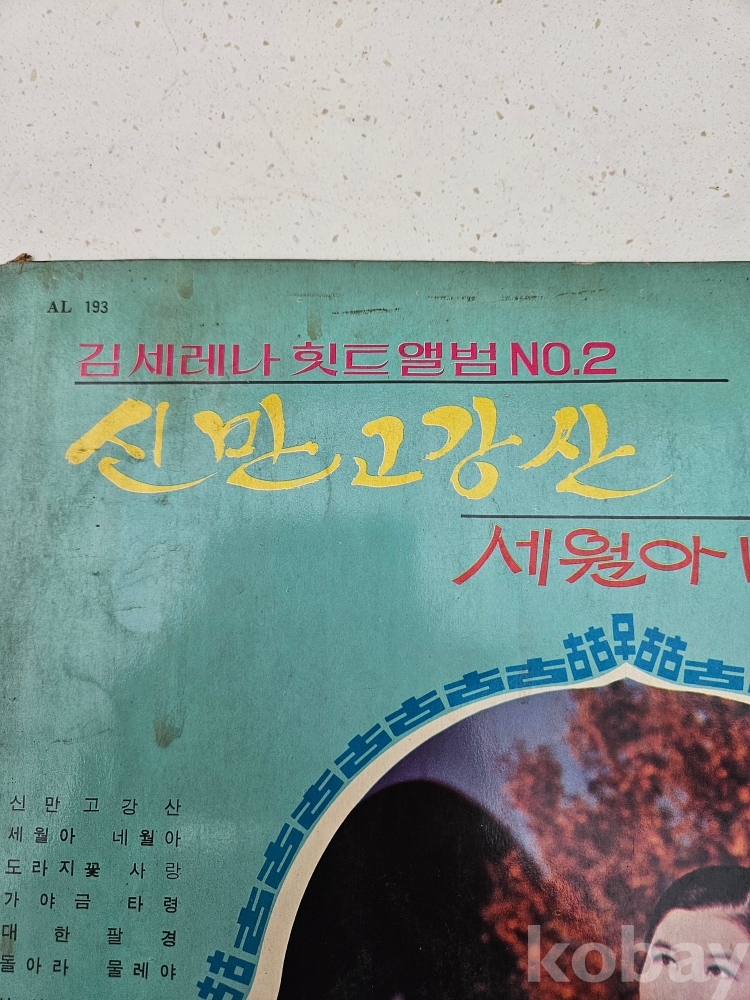 AL 193
김세레나 힛드앨범 NO.2
신만고강산
세월아
신만고강산
세월아 네월아
도라지꽃 사랑
가야금 타령
대한팔경
돌아라 물레야
kobay